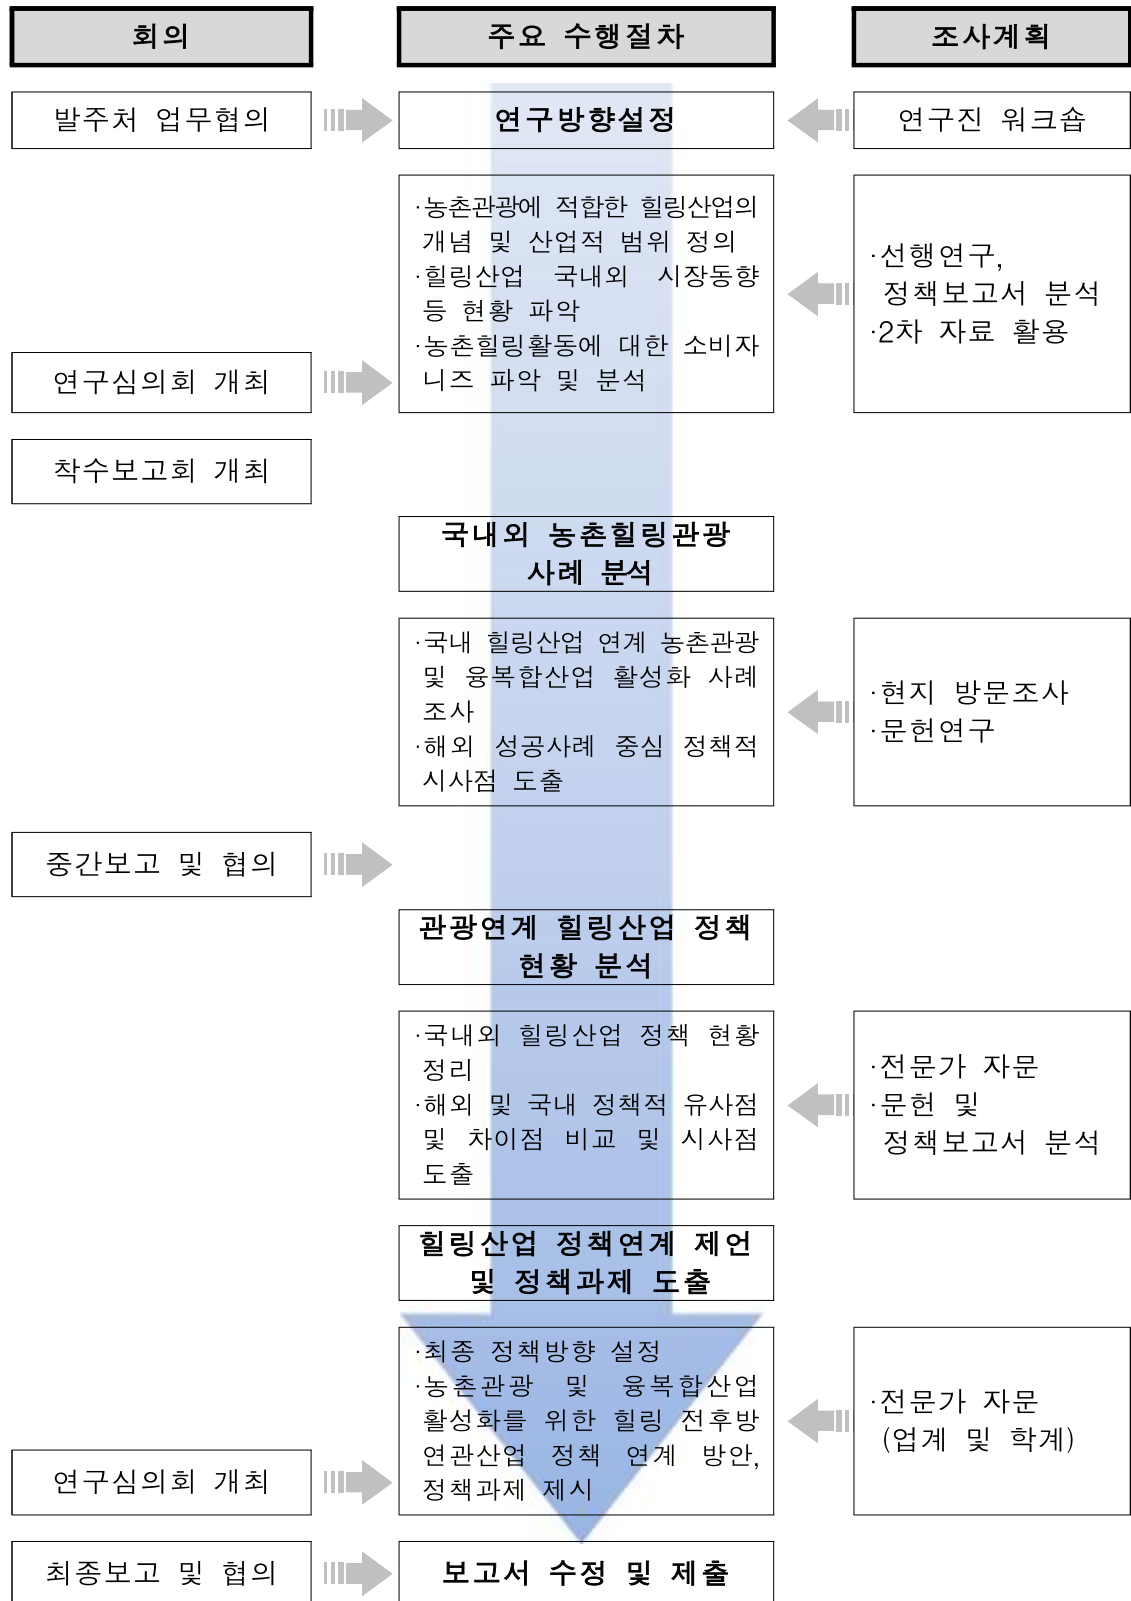 회의
주요 수행절차
조사계획
발주처 업무협의
연구방향설정
연구진 워크숍
·농촌관광에 적합한 힐링산업의
개념 및 산업적 범위 정의
·힐링산업 국내외 시장동향
등 현황 파악
·농촌힐링활동에 대한 소비자
니즈 파악 및 분석
·선행연구,
정책보고서 분석
·2차 자료 활용
연구심의회 개최
착수보고회 개최
국내외 농촌힐링관광
사례 분석
·국내 힐링산업 연계 농촌관광
및 융복합산업 활성화 사례
조사
·해외 성공사례 중심 정책적
시사점 도출
·현지 방문조사
·문헌연구
중간보고 및 협의
관광연계 힐링산업 정책
현황 분석
·국내외 힐링산업 정책 현황
정리
·해외 및 국내 정책적 유사점
및 차이점 비교 및 시사점
도출
·전문가 자문
·문헌 및
정책보고서 분석
힐링산업 정책연계 제언
및 정책과제 도출
·최종 정책방향 설정
·농촌관광 및 융복합산업
활성화를 위한 힐링 전후방
연관산업 정책 연계 방안,
정책과제 제시
·전문가 자문
(업계 및 학계)
연구심의회 개최
최종보고 및 협의
보고서 수정 및 제출